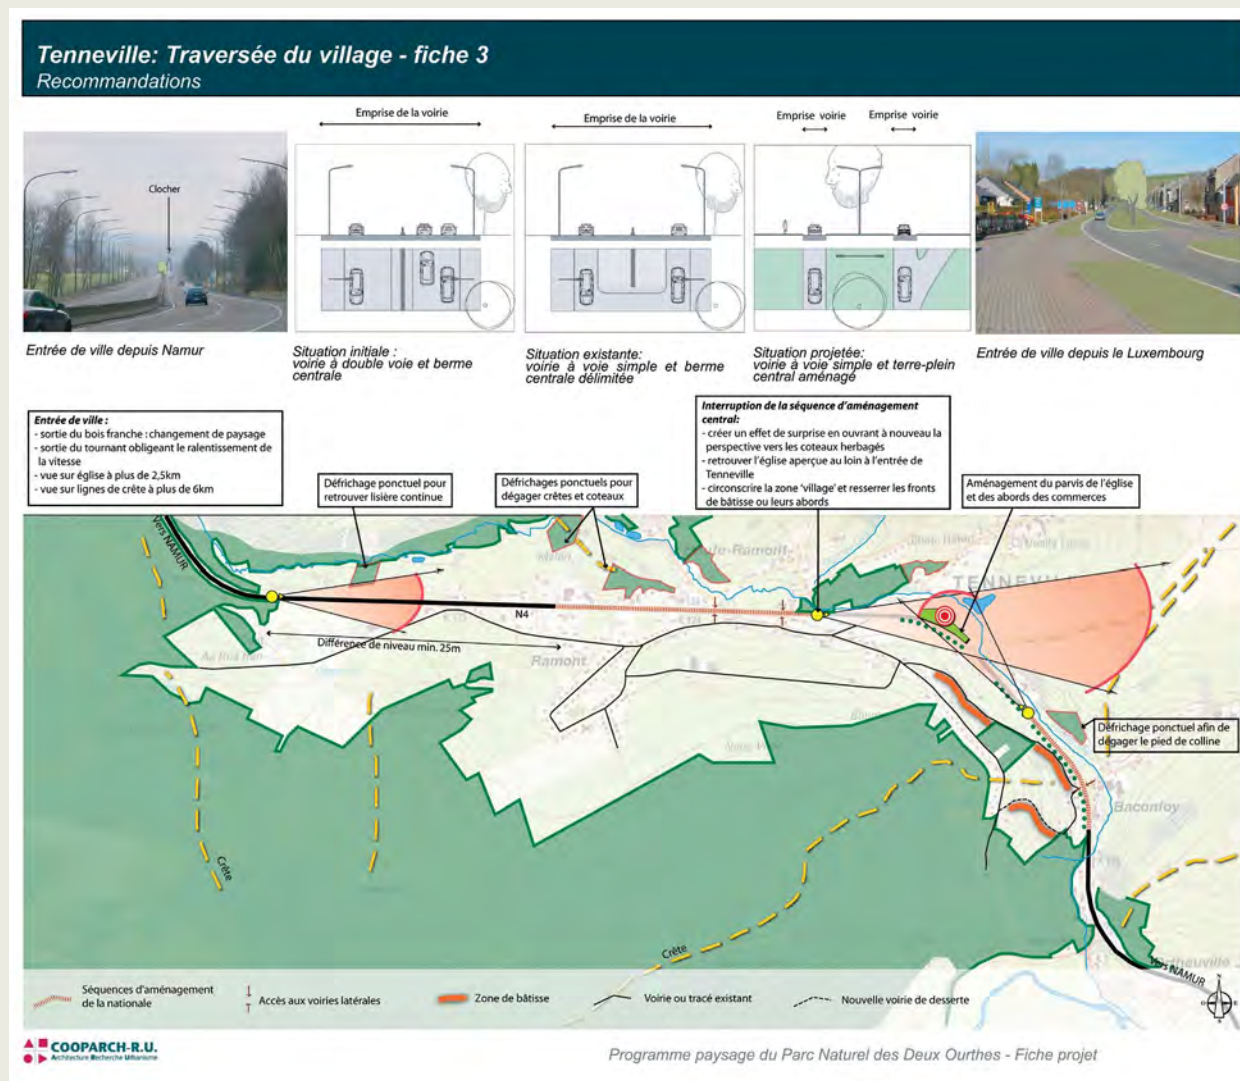 Tenneville: Traversée du village - fiche 3
Recommandations
Emprise de la voirie
Emprise de la voirie
Emprise voirie
Emprise voirie
Clocher
Entrée de ville depuis Namur
Situation initiale :
voirie à double voie et berme
centrale
Situation existante:
voirie à voie simple et berme
centrale délimitée
Situation projetée:
voirie à voie simple et terre-plein
central aménagé
Entrée de ville depuis le Luxembourg
Entrée de ville :
- sortie du bois franche : changement de paysage
- sortie du tournant obligeant le ralentissement de
la vitesse
- vue sur église à plus de 2,5km
- vue sur lignes de crête à plus de 6km
Défrichage ponctuel pour
retrouver lisière continue
Défrichages ponctuels pour
dégager crêtes et coteaux
Interruption de la séquence d'aménagement
central:
- créer un effet de surprise en ouvrant à nouveau la
perspective vers les coteaux herbagés
- retrouver l'église aperçue au loin à l'entrée de
Tenneville
- circonscrire la zone 'village' et resserrer les fronts
de bâtisse ou leurs abords
Aménagement du parvis de l'église
et des abords des commerces
Vers NAMUR
N4
Différence de niveau min. 25m
Ramont
Défrichage ponctuel afin de
dégager le pied de colline
Baconfoy
Crête
Crête
Vers NAMUR
Séquences d'aménagement
de la nationale
Accès aux voiries latérales
Zone de bâtisse
Voirie ou tracé existant
Nouvelle voirie de desserte
COOPARCH-R.U.
Architecture Recherche Urbanisme
Programme paysage du Parc Naturel des Deux Ourthes - Fiche projet